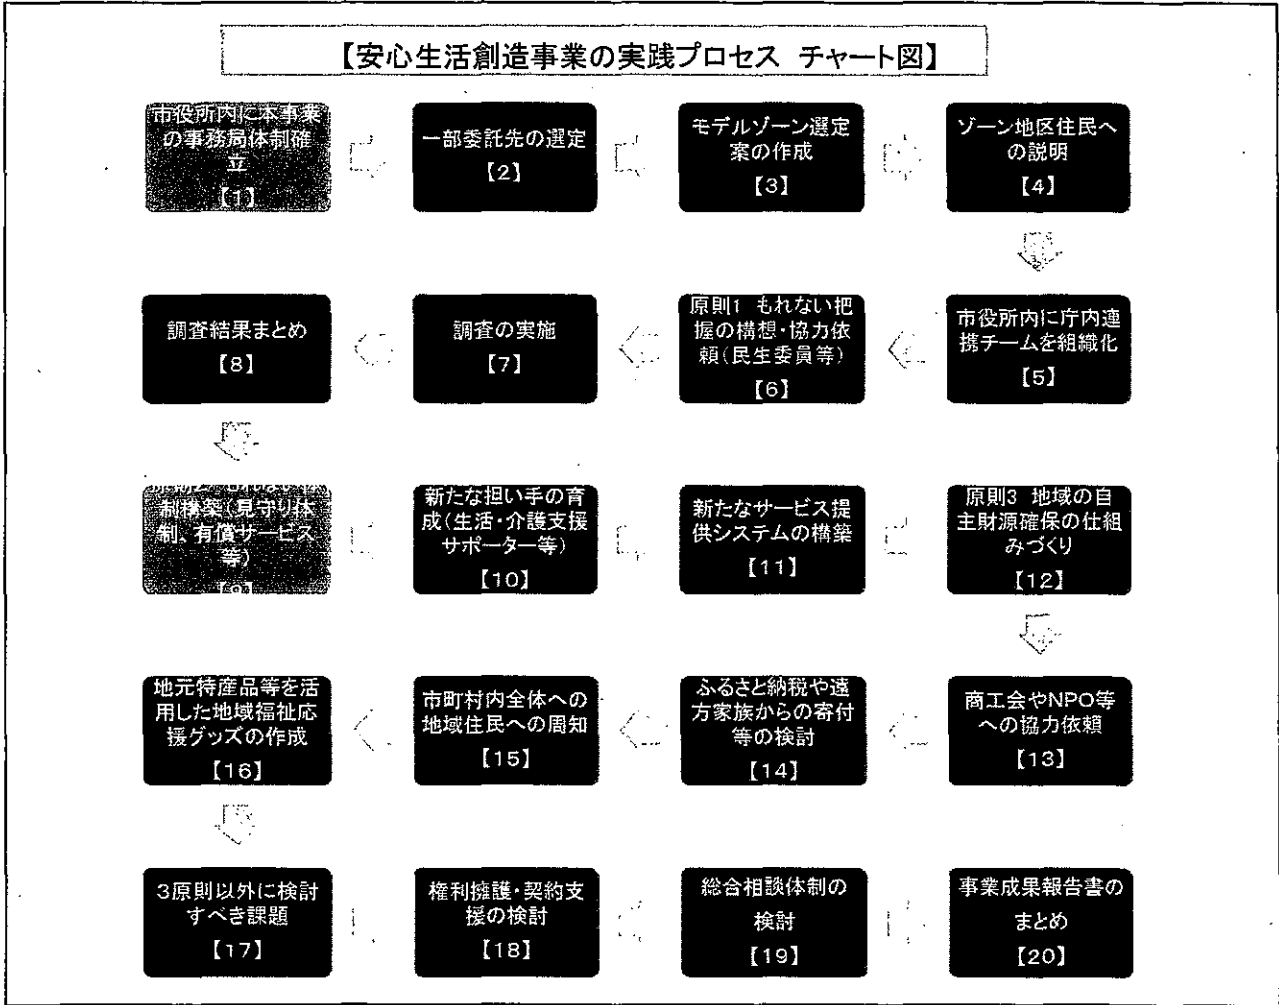 【安心生活創造事業の実践プロセス チャート図】
市役所内に本事業
の事務局体制確
立
【1】
一部委託先の選定
【2】
モデルゾーン選定
案の作成
【3】
ゾーン地区住民へ
の説明
【4】
市役所内に庁内連
携チームを組織化
【5】
原則1 もれない把
握の構想・協力依
頼(民生委員等)
【6】
調査の実施
【7】
調査結果まとめ
【8】
制構築(見守り体
制、有償サービス
等)
【9】
新たな担い手の育
成(生活・介護支援
サポーター等)
【10】
新たなサービス提
供システムの構築
【11】
原則3 地域の自
主財源確保の仕組
みづくり
【12】
商工会やNPO等
への協力依頼
【13】
ふるさと納税や遠
方家族からの寄付
等の検討
【14】
市町村内全体への
地域住民への周知
【15】
地元特産品等を活
用した地域福祉応
援グッズの作成
【16】
3原則以外に検討
すべき課題
【17】
権利擁護・契約支
援の検討
【18】
総合相談体制の
検討
【19】
事業成果報告書の
まとめ
【20】